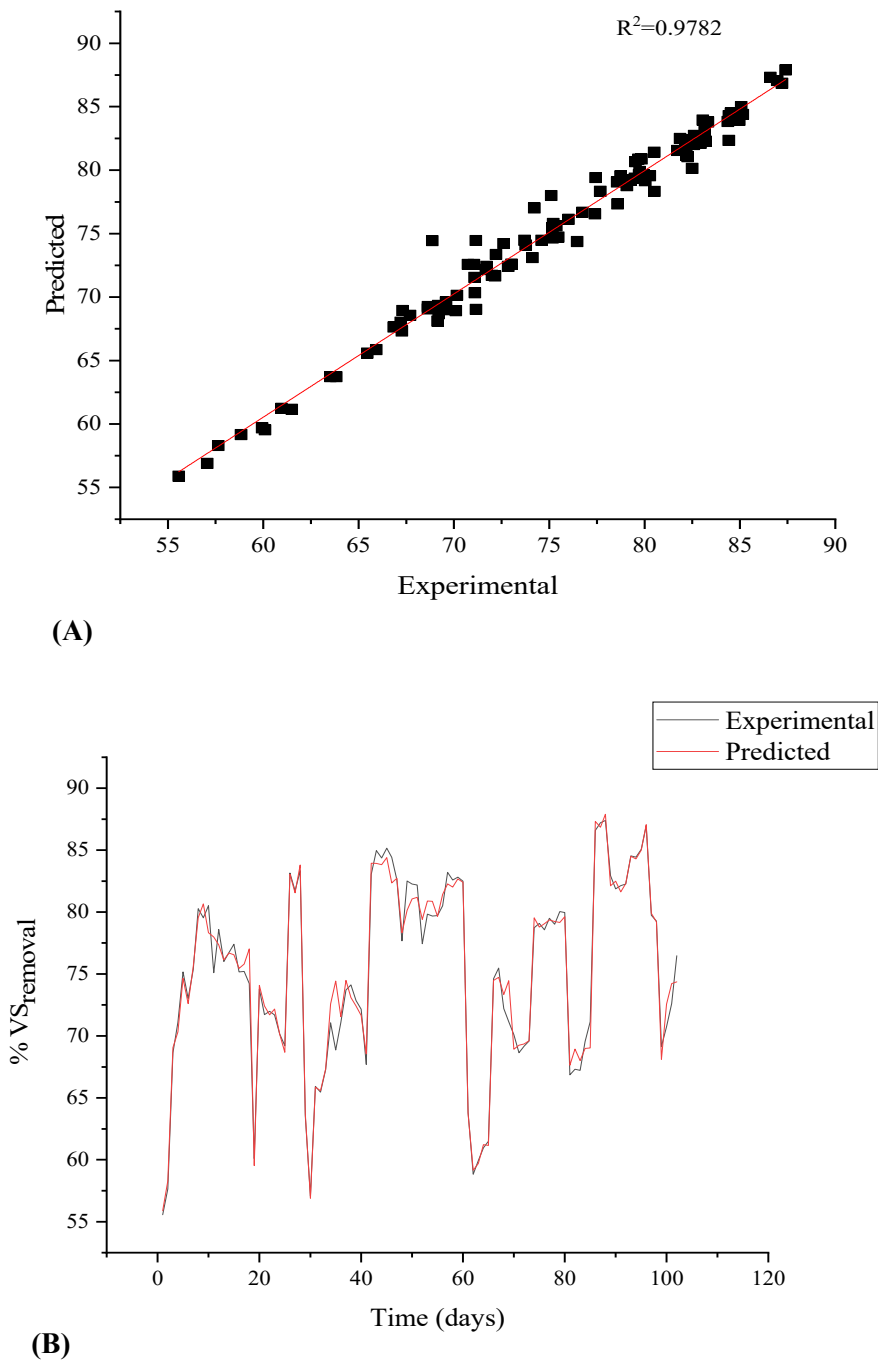 R²=0.9782
90
85
80
75
70
65
60
55
Predicted
55 60 65 70 75 80 85 90
Experimental
(A)
Experimental
Predicted
90
85
80
75
70
65
60
55
% VSremoval
0 20 40 60 80 100 120
Time (days)
(B)